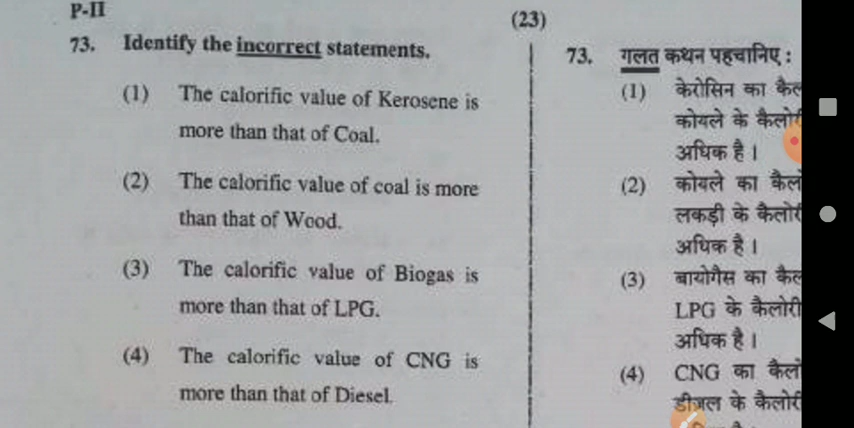 P-II
(23)
73. Identify the incorrect statements.
(1) The calorific value of Kerosene is
more than that of Coal.
(2) The calorific value of coal is more
than that of Wood.
(3) The calorific value of Biogas is
more than that of LPG.
(4) The calorific value of CNG is
more than that of Diesel.
73. गलत कथन पहचानिए :
(1) केरोसिन का
कोयले के
अधिक है ।
(2) कोयले का
लकड़ी के
अधिक है ।
(3) बायोगैस का
LPG के
अधिक है ।
(4) CNG का
डीजल के